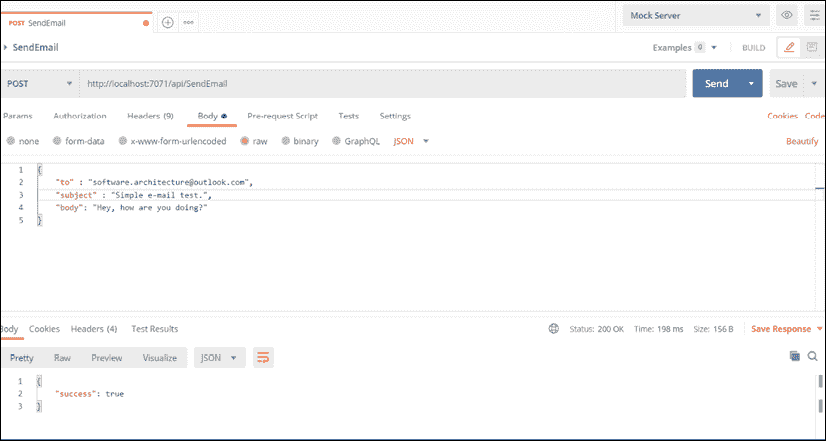 POST SendEmail
Mock Server
SendEmail
Examples 0
BUILD
POST http://localhost:7071/api/SendEmail Send Save
Params Authorization Headers (9) Body Pre-request Script Tests Settings Cookies Code
none form-data x-www-form-urlencoded raw binary GraphQL JSON Beautify
1 {
2 "to" : "software.architecture@outlook.com",
3 "subject" : "Simple e-mail test.",
4 "body": "Hey, how are you doing?"
5 }
Body Cookies Headers (4) Test Results Status: 200 OK Time: 198 ms Size: 156 B Save Response
Pretty Raw Preview Visualize JSON
1 {
2 "success": true
3 }